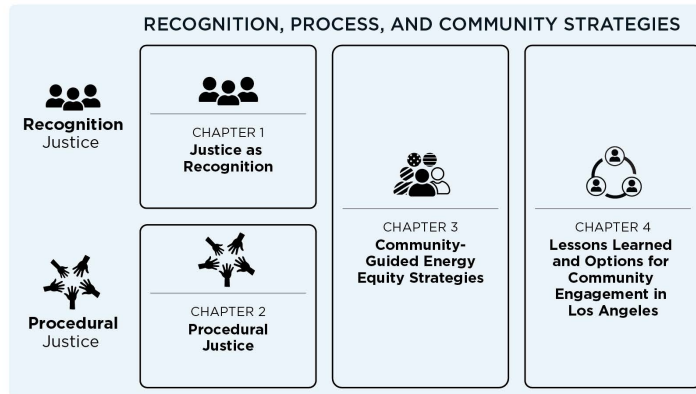 RECOGNITION, PROCESS, AND COMMUNITY STRATEGIES
Recognition
Justice
CHAPTER 1
Justice as
Recognition
Procedural
Justice
CHAPTER 2
Procedural
Justice
CHAPTER 3
Community-
Guided Energy
Equity Strategies
CHAPTER 4
Lessons Learned
and Options for
Community
Engagement in
Los Angeles